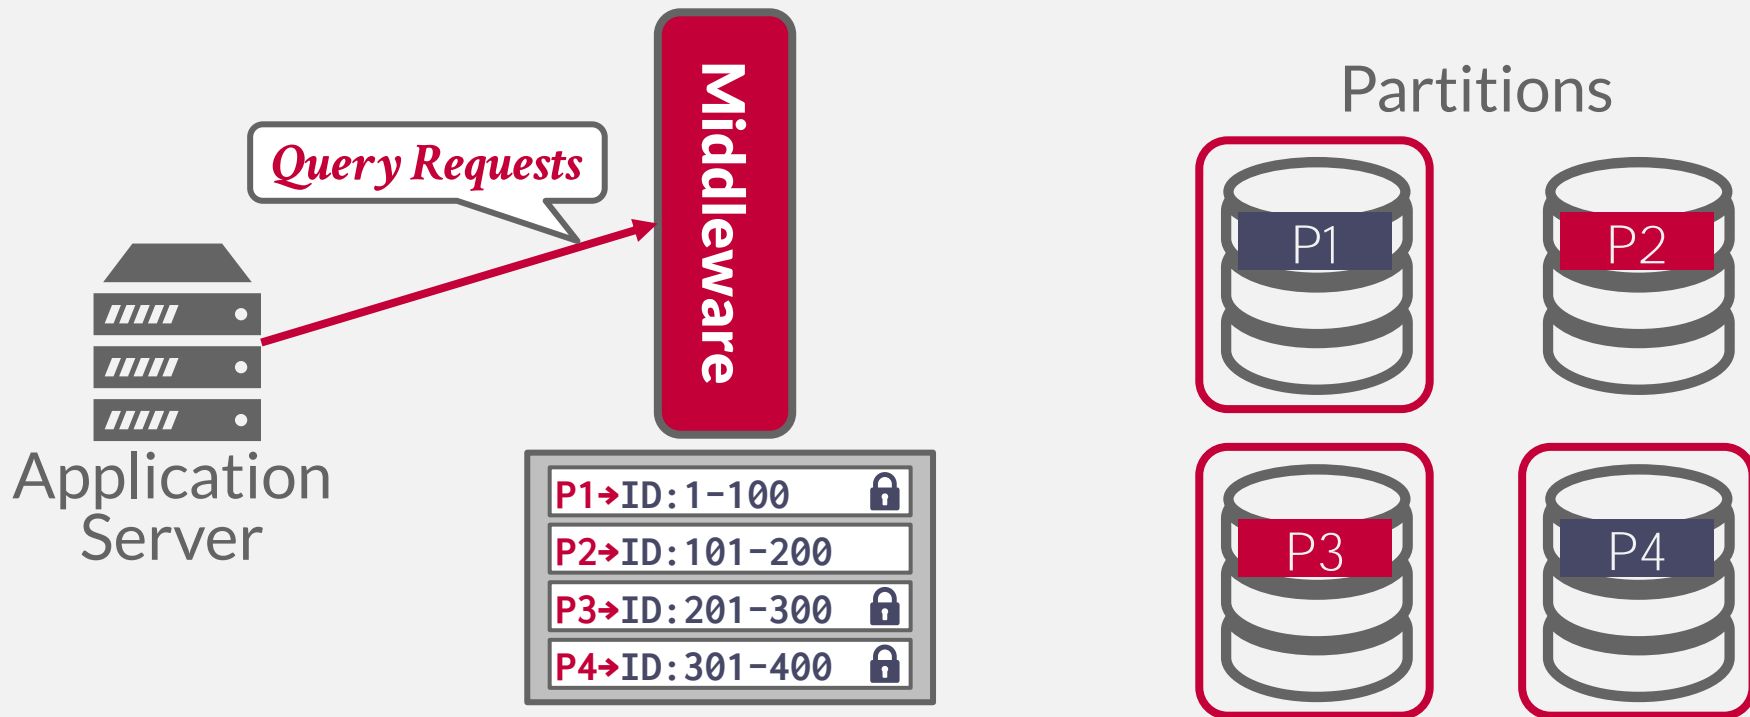 Middleware
Partitions
Query Requests
P1
P2
Application
Server
P1→ID:1-100
P2→ID:101-200
P3→ID:201-300
P4→ID:301-400
P3
P4